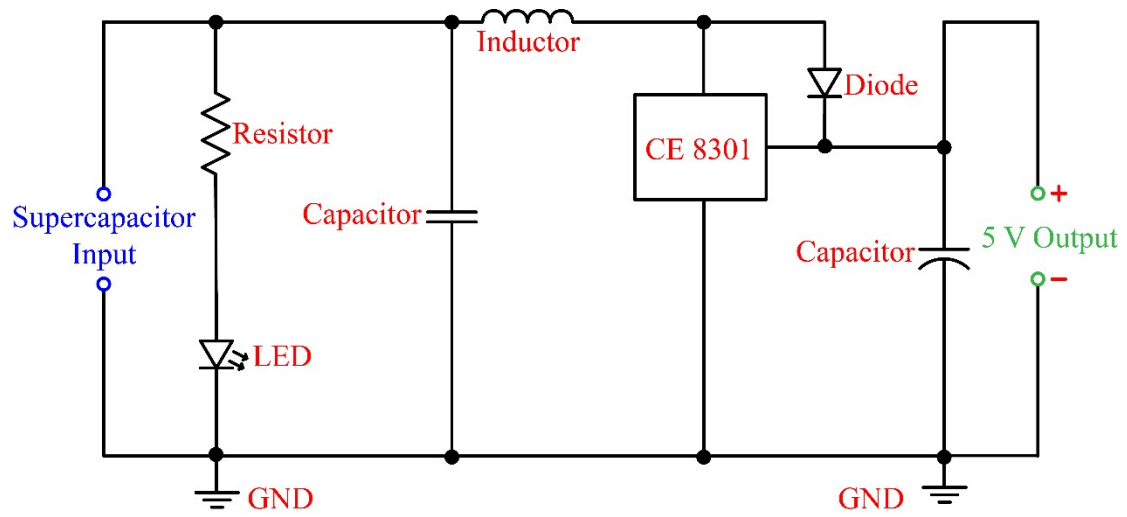 Inductor
Diode
Resistor
CE 8301
Supercapacitor
Input
Capacitor
+
5 V Output
−
Capacitor
LED
GND
GND